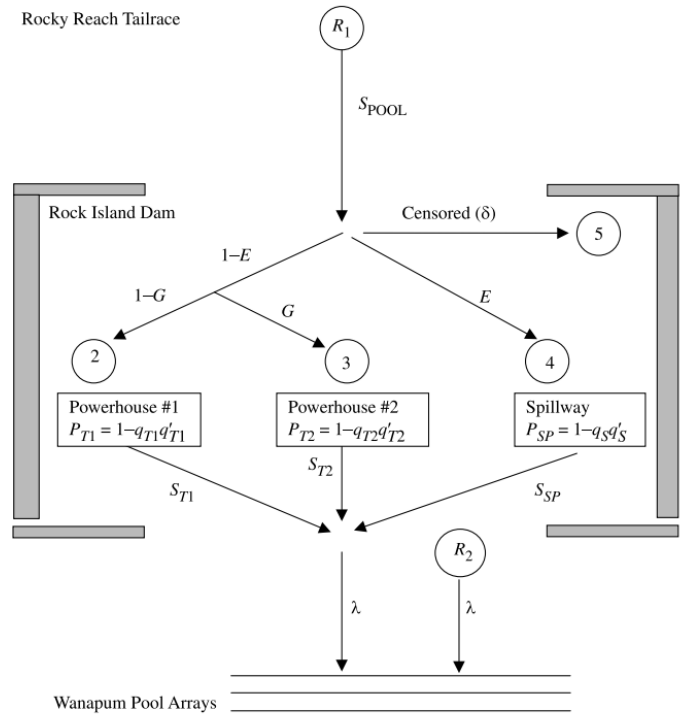 Rocky Reach Tailrace
R1
SPOOL
Rock Island Dam
Censored (δ)
5
1–E
1–G
G
E
2
3
4
Powerhouse #1
PT1 = 1–qT1q′T1
Powerhouse #2
PT2 = 1–qT2q′T2
Spillway
PSP = 1–qSq′S
ST1
ST2
SSP
R2
λ
λ
Wanapum Pool Arrays